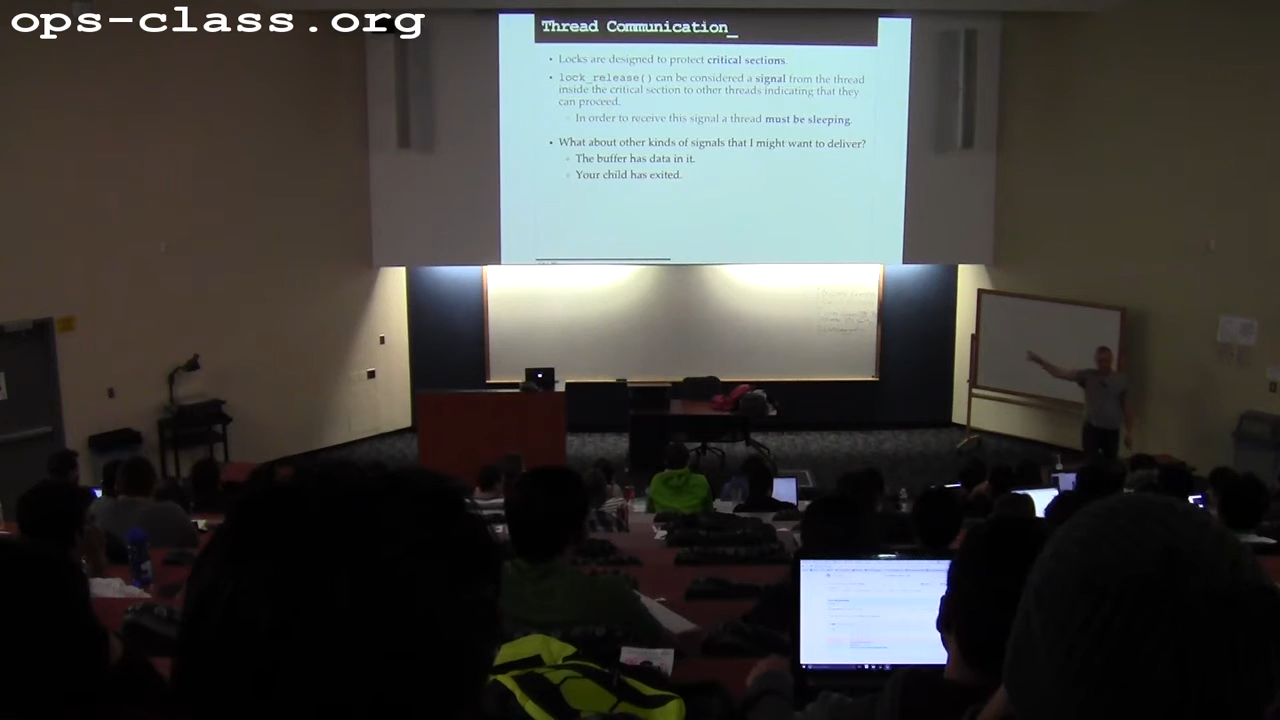 ops-class.org
Thread Communication_
• Locks are designed to protect critical sections.
• lock_release() can be considered a signal from the thread
inside the critical section to other threads indicating that they
can proceed.
◦ In order to receive this signal a thread must be sleeping.
• What about other kinds of signals that I might want to deliver?
◦ The buffer has data in it.
◦ Your child has exited.